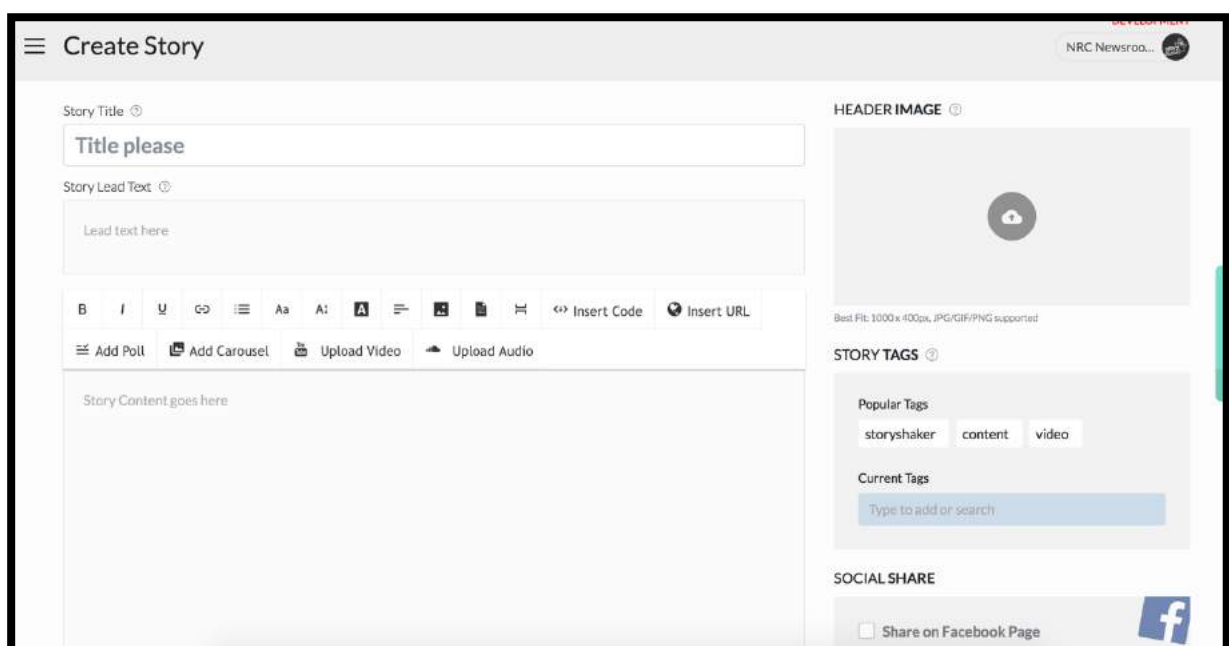 DEVELOPMENT
Create Story
NRC Newsroo...
Story Title
Title please
Story Lead Text
Lead text here
B I U Aa A Insert Code Insert URL
Add Poll Add Carousel Upload Video Upload Audio
Story Content goes here
HEADER IMAGE
Best Fit: 1000 x 400px, JPG/GIF/PNG supported
STORY TAGS
Popular Tags
storyshaker content video
Current Tags
Type to add or search
SOCIAL SHARE
Share on Facebook Page